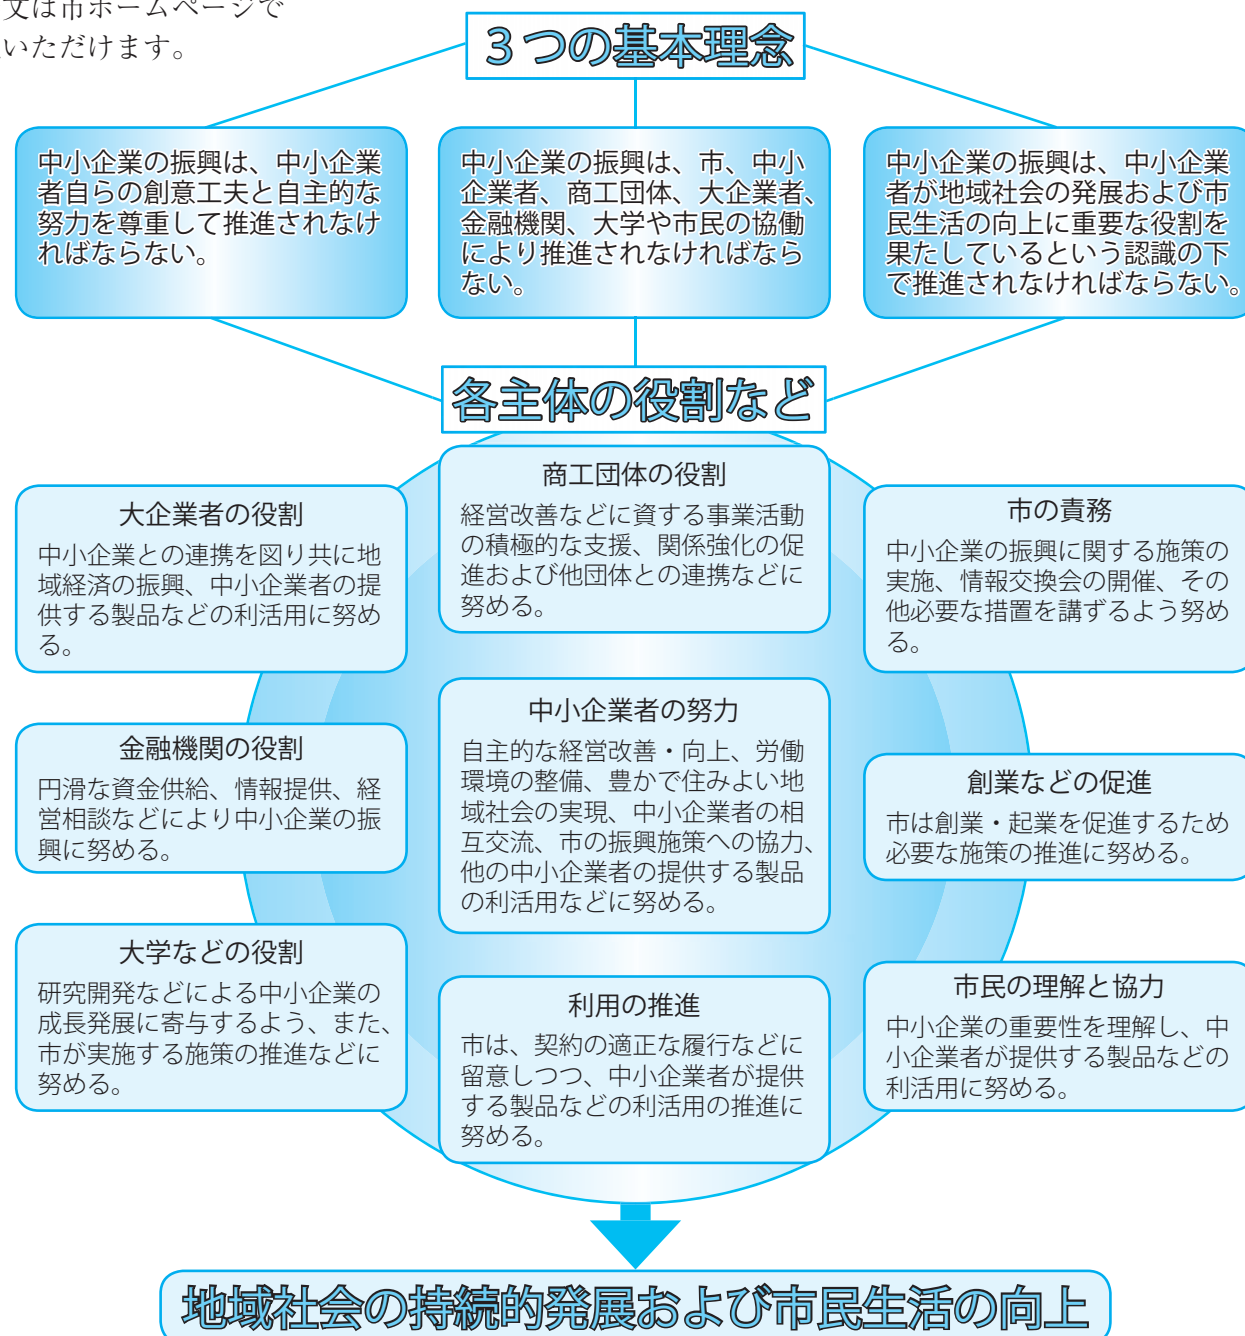 文は市ホームページで
いただけます。
3つの基本理念
中小企業の振興は、中小企業
者自らの創意工夫と自主的な
努力を尊重して推進されなけ
ればならない。
中小企業の振興は、市、中小
企業者、商工団体、大企業者、
金融機関、大学や市民の協働
により推進されなければなら
ない。
中小企業の振興は、中小企業
者が地域社会の発展および市
民生活の向上に重要な役割を
果たしているという認識の下
で推進されなければならない。
各主体の役割など
大企業者の役割
中小企業との連携を図り共に地
域経済の振興、中小企業者の提
供する製品などの利活用に努め
る。
商工団体の役割
経営改善などに資する事業活動
の積極的な支援、関係強化の促
進および他団体との連携などに
努める。
市の責務
中小企業の振興に関する施策の
実施、情報交換会の開催、その
他必要な措置を講ずるよう努め
る。
金融機関の役割
円滑な資金供給、情報提供、経
営相談などにより中小企業の振
興に努める。
中小企業者の努力
自主的な経営改善・向上、労働
環境の整備、豊かで住みよい地
域社会の実現、中小企業者の相
互交流、市の振興施策への協力、
他の中小企業者の提供する製品
の利活用などに努める。
創業などの促進
市は創業・起業を促進するため
必要な施策の推進に努める。
大学などの役割
研究開発などによる中小企業の
成長発展に寄与するよう、また、
市が実施する施策の推進などに
努める。
利用の推進
市は、契約の適正な履行などに
留意しつつ、中小企業者が提供
する製品などの利活用の推進に
努める。
市民の理解と協力
中小企業の重要性を理解し、中
小企業者が提供する製品などの
利活用に努める。
地域社会の持続的発展および市民生活の向上